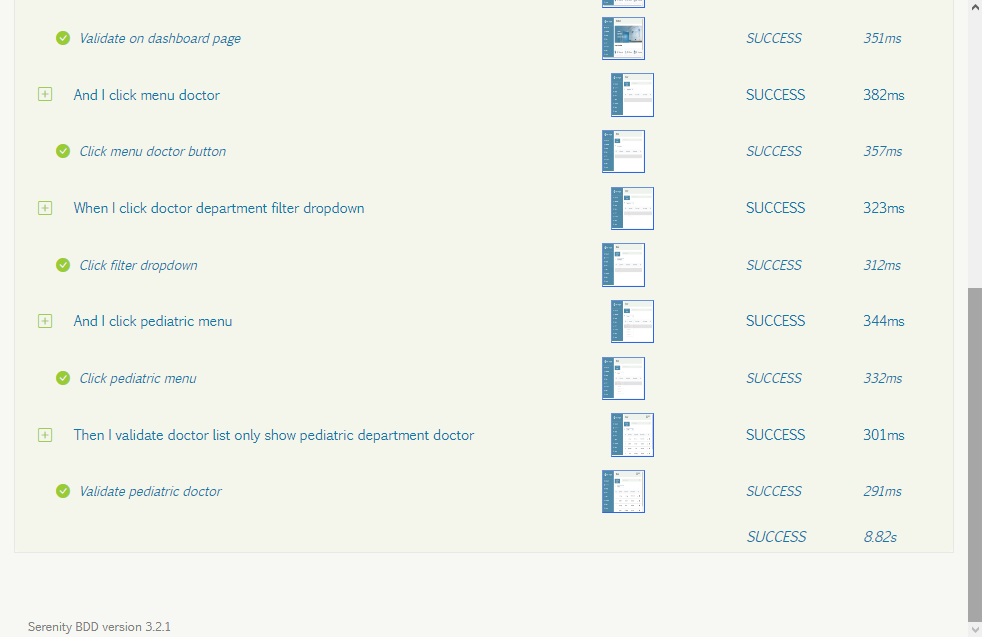 Validate on dashboard page SUCCESS 351ms
And I click menu doctor SUCCESS 382ms
Click menu doctor button SUCCESS 357ms
When I click doctor department filter dropdown SUCCESS 323ms
Click filter dropdown SUCCESS 312ms
And I click pediatric menu SUCCESS 344ms
Click pediatric menu SUCCESS 332ms
Then I validate doctor list only show pediatric department doctor SUCCESS 301ms
Validate pediatric doctor SUCCESS 291ms
SUCCESS 8.82s
Serenity BDD version 3.2.1